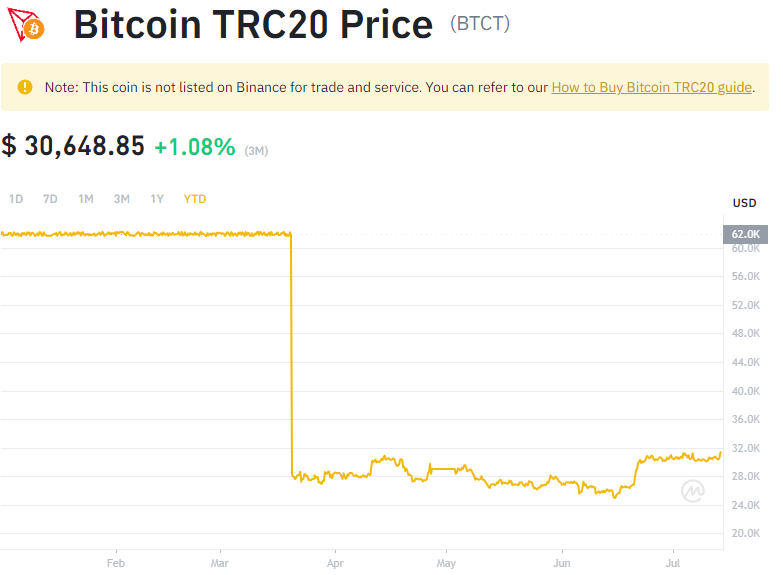 Bitcoin TRC20 Price (BTCT)
Note: This coin is not listed on Binance for trade and service. You can refer to our How to Buy Bitcoin TRC20 guide.
$ 30,648.85 +1.08% (3M)
1D 7D 1M 3M 1Y YTD
USD
62.0K
60.0K
56.0K
52.0K
48.0K
44.0K
40.0K
36.0K
32.0K
28.0K
24.0K
20.0K
Feb Mar Apr May Jun Jul